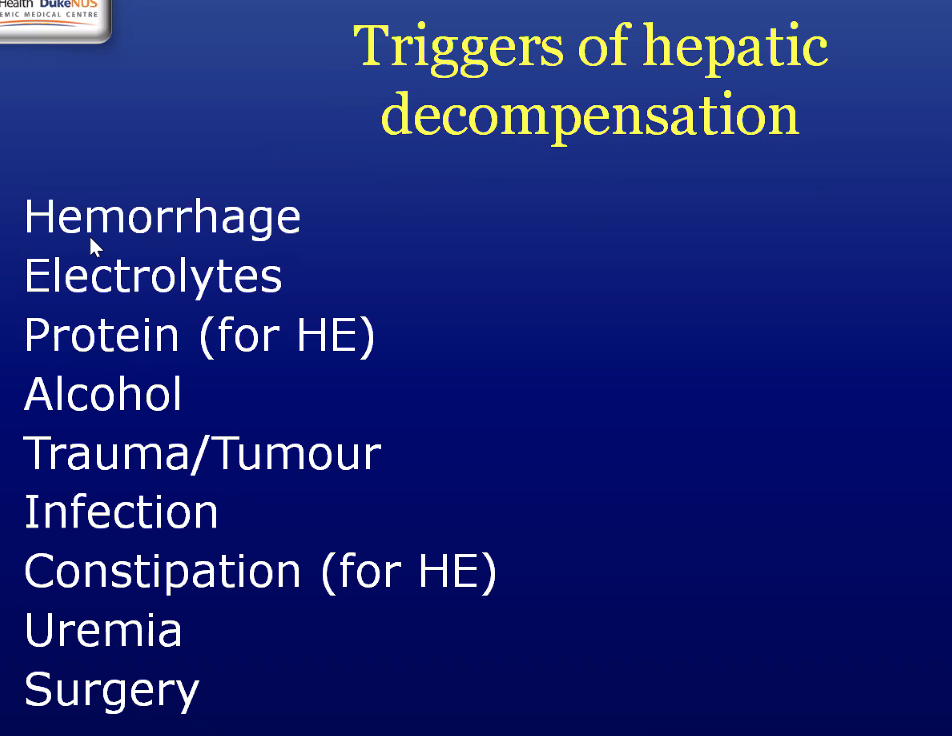 Health DukeNUS
EMIC MEDICAL CENTRE
Triggers of hepatic
decompensation
Hemorrhage
Electrolytes
Protein (for HE)
Alcohol
Trauma/Tumour
Infection
Constipation (for HE)
Uremia
Surgery